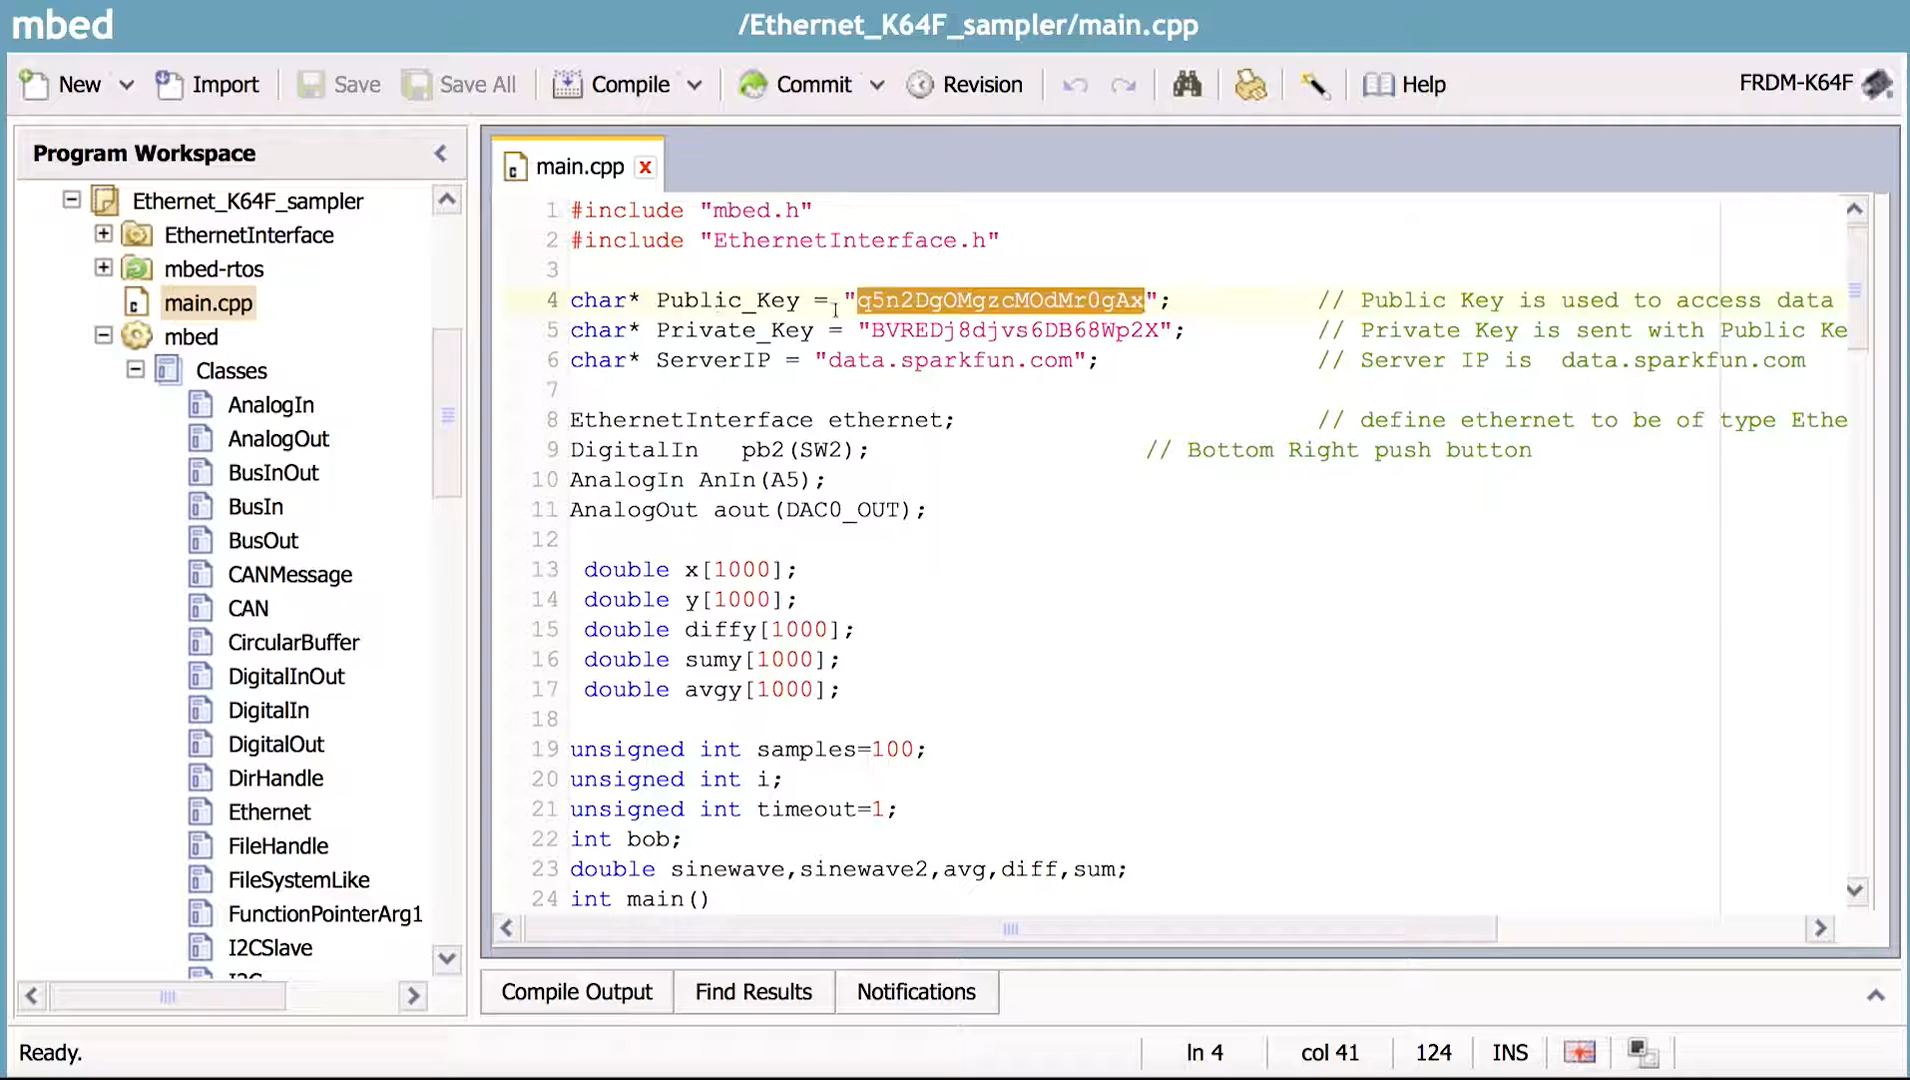 mbed
/Ethernet_K64F_sampler/main.cpp
New Import Save Save All Compile Commit Revision Help FRDM-K64F
Program Workspace
Ethernet_K64F_sampler
EthernetInterface
mbed-rtos
main.cpp
mbed
Classes
AnalogIn
AnalogOut
BusInOut
BusIn
BusOut
CANMessage
CAN
CircularBuffer
DigitalInOut
DigitalIn
DigitalOut
DirHandle
Ethernet
FileHandle
FileSystemLike
FunctionPointerArg1
I2CSlave
main.cpp x
1 #include "mbed.h"
2 #include "EthernetInterface.h"
3
4 char* Public_Key = "q5n2DgOMgzcMOdMr0gAx"; // Public Key is used to access data
5 char* Private_Key = "BVREDj8djvs6DB68Wp2X"; // Private Key is sent with Public Ke
6 char* ServerIP = "data.sparkfun.com"; // Server IP is data.sparkfun.com
7
8 EthernetInterface ethernet; // define ethernet to be of type Ethe
9 DigitalIn pb2(SW2); // Bottom Right push button
10 AnalogIn AnIn(A5);
11 AnalogOut aout(DAC0_OUT);
12
13 double x[1000];
14 double y[1000];
15 double diffy[1000];
16 double sumy[1000];
17 double avgy[1000];
18
19 unsigned int samples=100;
20 unsigned int i;
21 unsigned int timeout=1;
22 int bob;
23 double sinewave,sinewave2,avg,diff,sum;
24 int main()
Compile Output Find Results Notifications
Ready. ln 4 col 41 124 INS